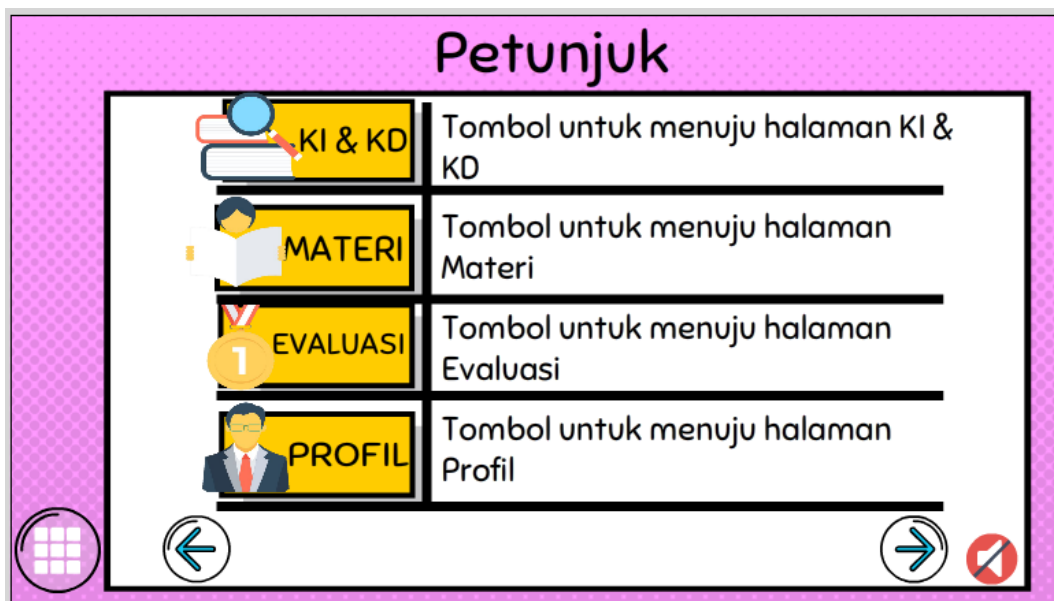 Petunjuk
KI & KD
Tombol untuk menuju halaman KI &
KD
MATERI
Tombol untuk menuju halaman
Materi
EVALUASI
1
Tombol untuk menuju halaman
Evaluasi
PROFIL
Tombol untuk menuju halaman
Profil